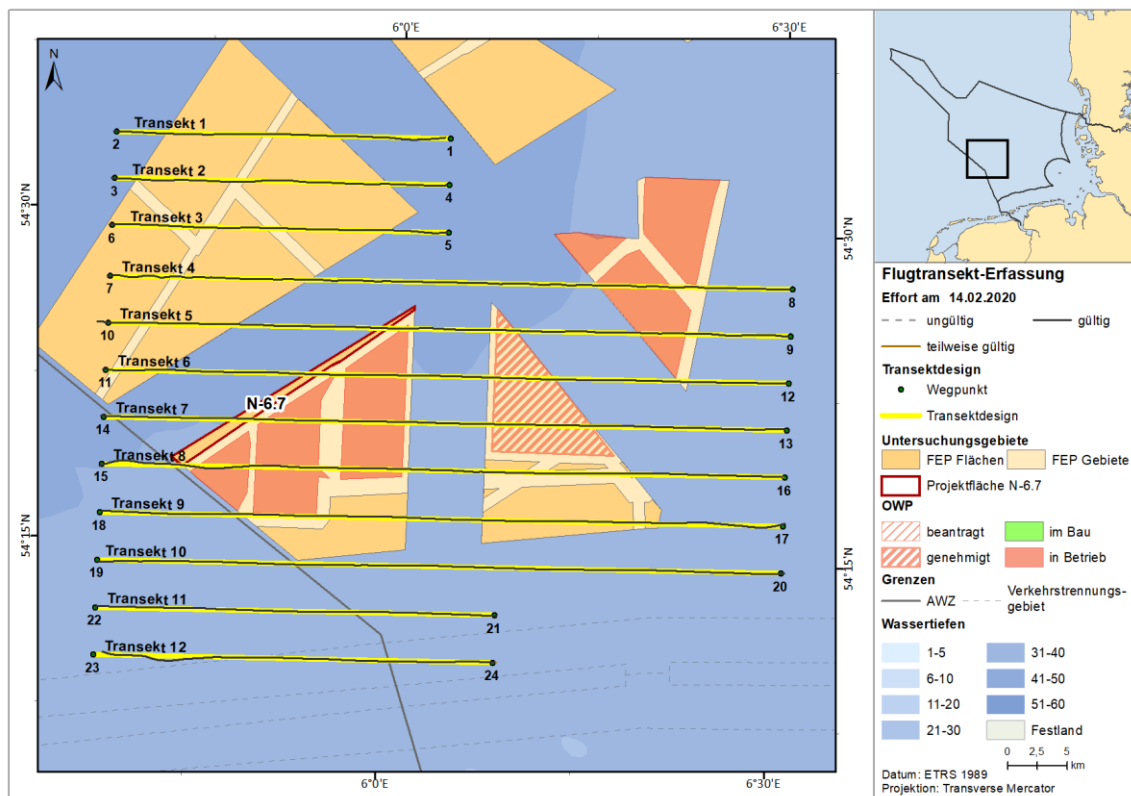 6°0'E
6°30'E
N
Transekt 1
2
1
Transekt 2
3
4
54°30'N
Transekt 3
6
5
54°30'N
Transekt 4
7
8
Transekt 5
10
9
Transekt 6
11
12
N-6.7
Transekt 7
14
13
Transekt 8
15
16
Transekt 9
18
17
54°15'N
Transekt 10
19
20
54°15'N
Transekt 11
22
21
Transekt 12
23
24
6°0'E
6°30'E
Flugtransekt-Erfassung
Effort am 14.02.2020
ungültig
gültig
teilweise gültig
Transektdesign
Wegpunkt
Transektdesign
Untersuchungsgebiete
FEP Flächen
FEP Gebiete
Projektfläche N-6.7
OWP
beantragt
im Bau
genehmigt
in Betrieb
Grenzen
AWZ
Verkehrstrennungs-
gebiet
Wassertiefen
1-5
31-40
6-10
41-50
11-20
51-60
21-30
Festland
0 2,5 5
km
Datum: ETRS 1989
Projektion: Transverse Mercator